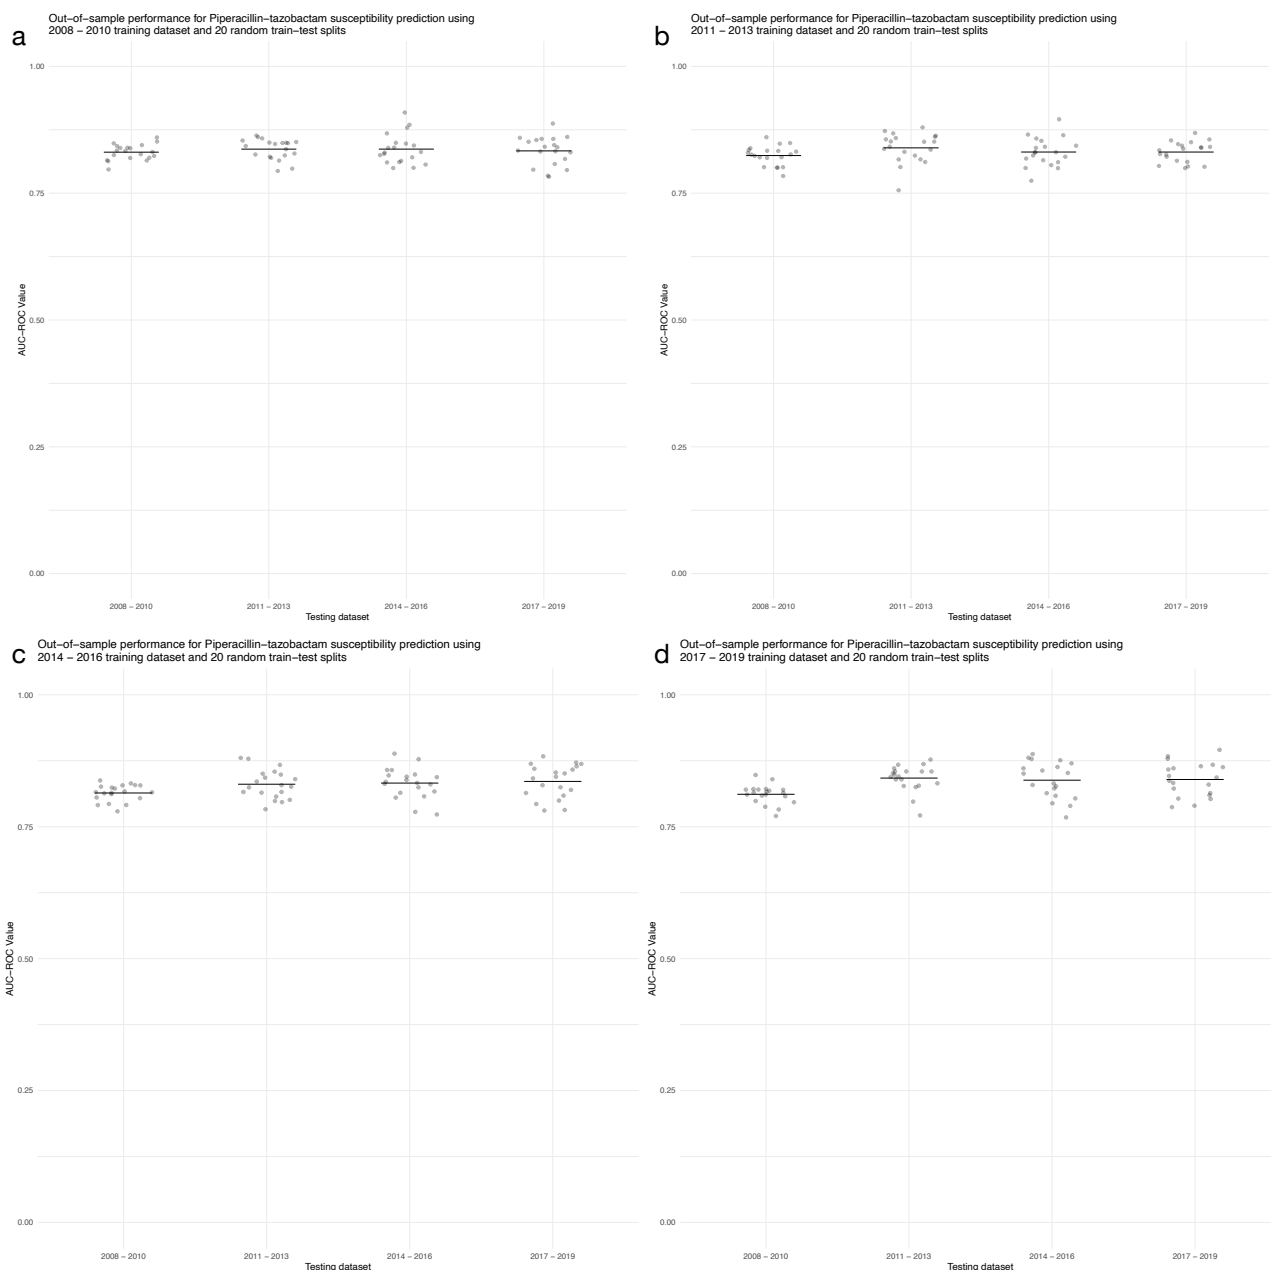 a
Out−of−sample performance for Piperacillin−tazobactam susceptibility prediction using
2008 − 2010 training dataset and 20 random train−test splits
1.00
0.75
0.50
0.25
0.00
AUC−ROC Value
2008 − 2010
2011 − 2013
2014 − 2016
2017 − 2019
Testing dataset
b
Out−of−sample performance for Piperacillin−tazobactam susceptibility prediction using
2011 − 2013 training dataset and 20 random train−test splits
1.00
0.75
0.50
0.25
0.00
AUC−ROC Value
2008 − 2010
2011 − 2013
2014 − 2016
2017 − 2019
Testing dataset
c
Out−of−sample performance for Piperacillin−tazobactam susceptibility prediction using
2014 − 2016 training dataset and 20 random train−test splits
1.00
0.75
0.50
0.25
0.00
AUC−ROC Value
2008 − 2010
2011 − 2013
2014 − 2016
2017 − 2019
Testing dataset
d
Out−of−sample performance for Piperacillin−tazobactam susceptibility prediction using
2017 − 2019 training dataset and 20 random train−test splits
1.00
0.75
0.50
0.25
0.00
AUC−ROC Value
2008 − 2010
2011 − 2013
2014 − 2016
2017 − 2019
Testing dataset